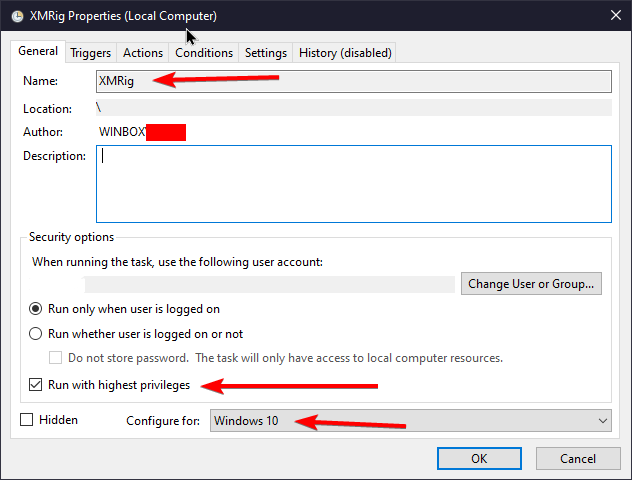 XMRig Properties (Local Computer)
General Triggers Actions Conditions Settings History (disabled)
Name: XMRig
Location: \
Author: WINBOX
Description:
Security options
When running the task, use the following user account:
Change User or Group...
Run only when user is logged on
Run whether user is logged on or not
Do not store password. The task will only have access to local computer resources.
Run with highest privileges
Hidden Configure for: Windows 10
OK Cancel